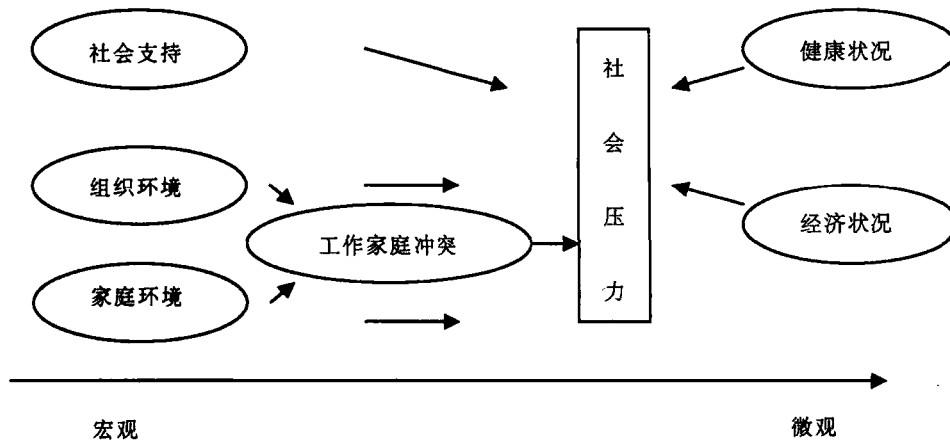 社会支持
健康状况
社
会
压
力
组织环境
经济状况
工作家庭冲突
家庭环境
宏观
微观